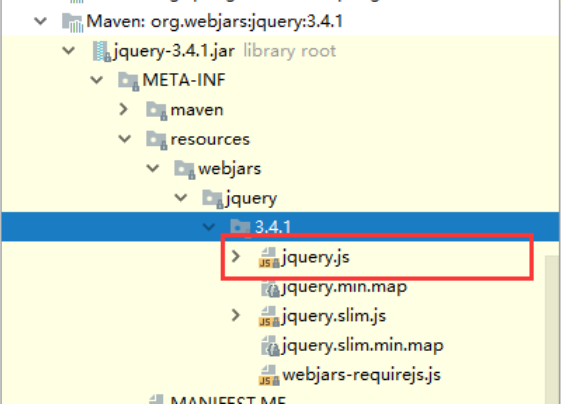 Maven: org.webjars:jquery:3.4.1
jquery-3.4.1.jar library root
META-INF
maven
resources
webjars
jquery
3.4.1
jquery.js
jquery.min.map
jquery.slim.js
jquery.slim.min.map
webjars-requirejs.js
MANIFEST.MF